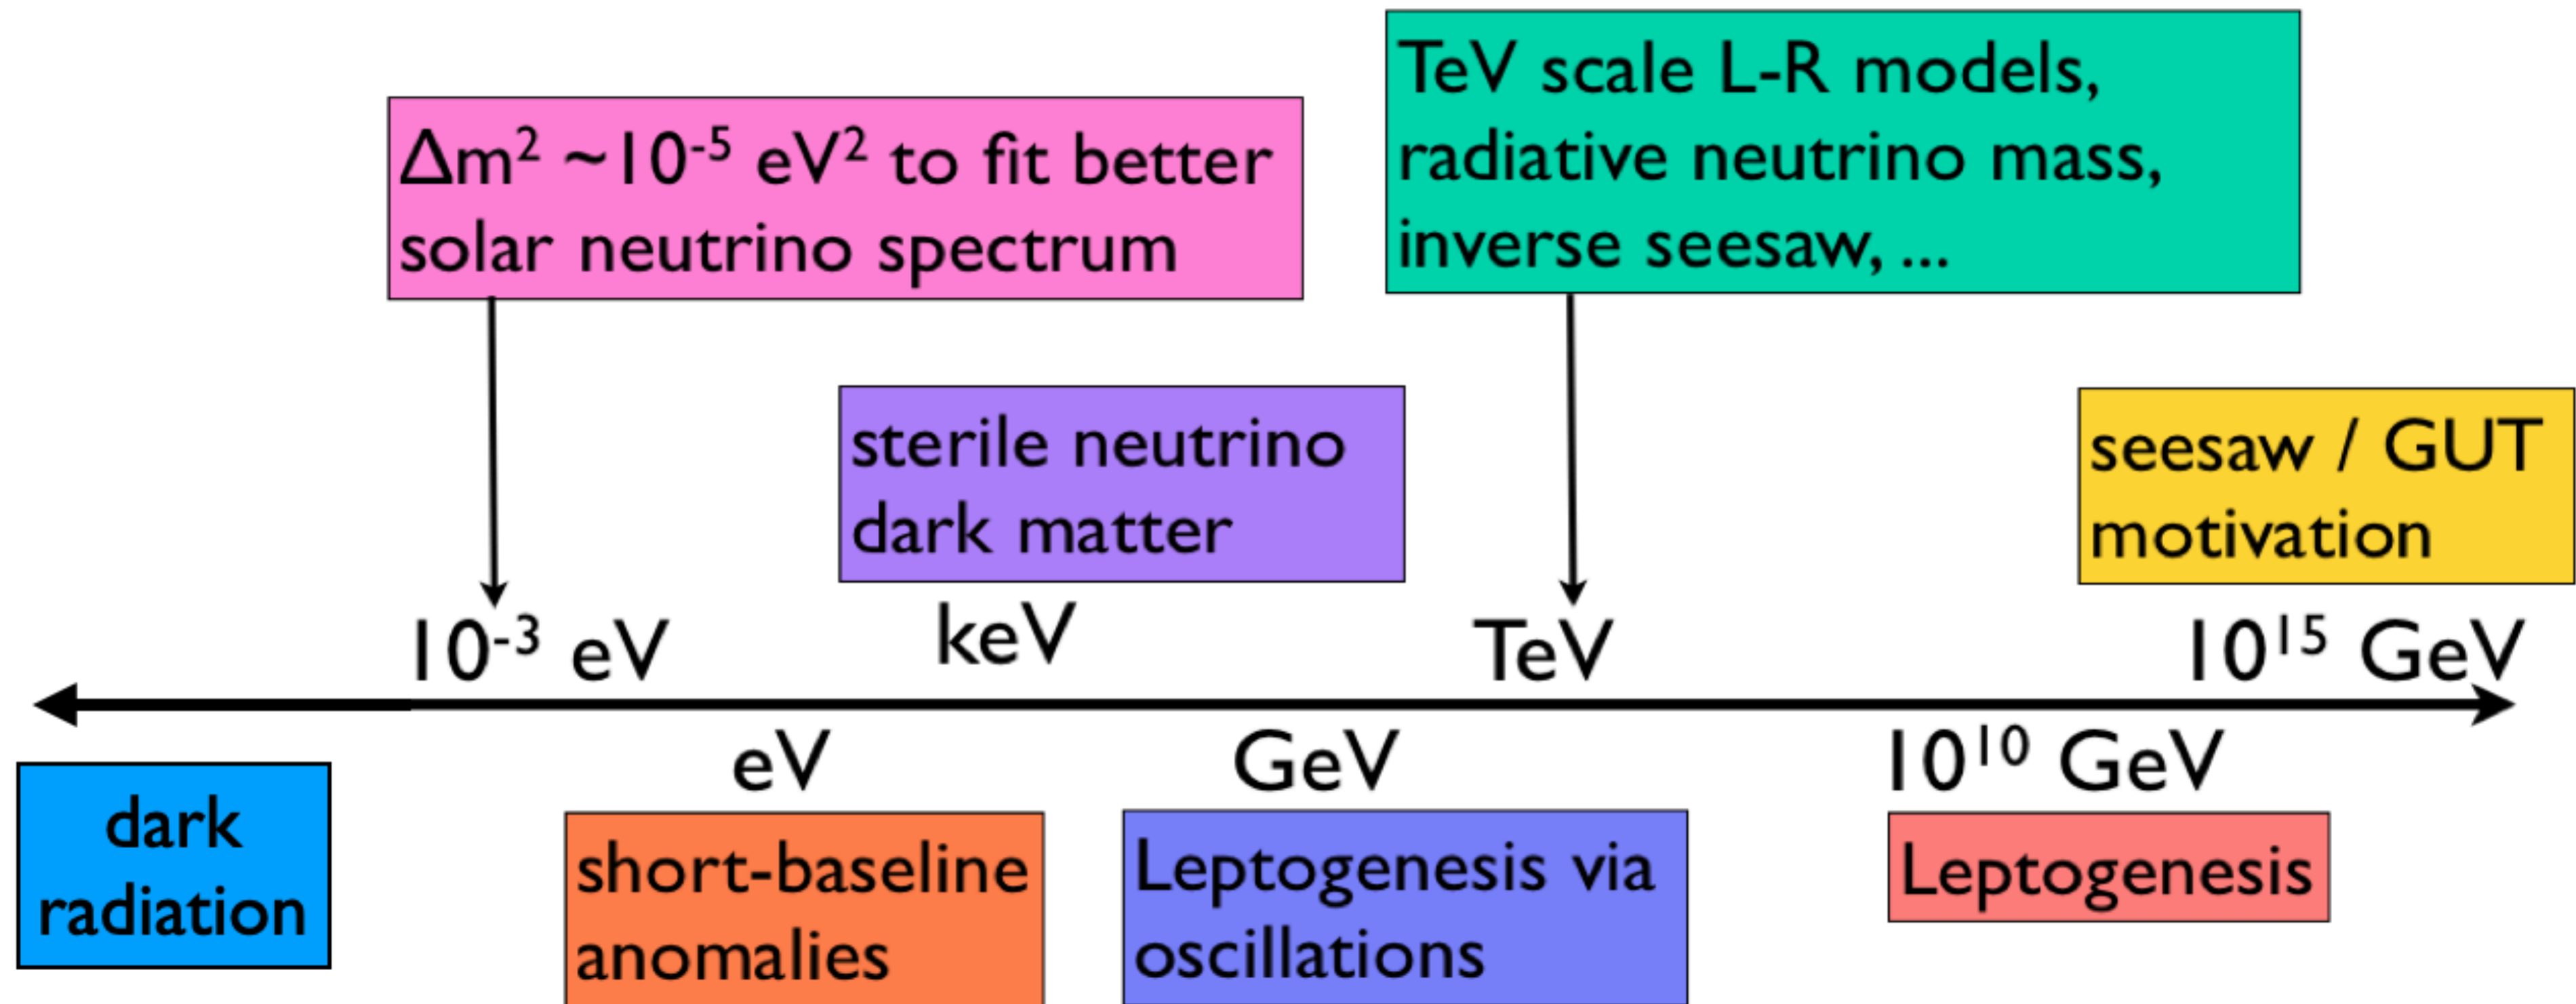 TeV scale L-R models,
radiative neutrino mass,
inverse seesaw, ...
Δm² ~10⁻⁵ eV² to fit better
solar neutrino spectrum
sterile neutrino
dark matter
seesaw / GUT
motivation
10⁻³ eV
keV
TeV
10¹⁵ GeV
eV
GeV
10¹⁰ GeV
dark
radiation
short-baseline
anomalies
Leptogenesis via
oscillations
Leptogenesis